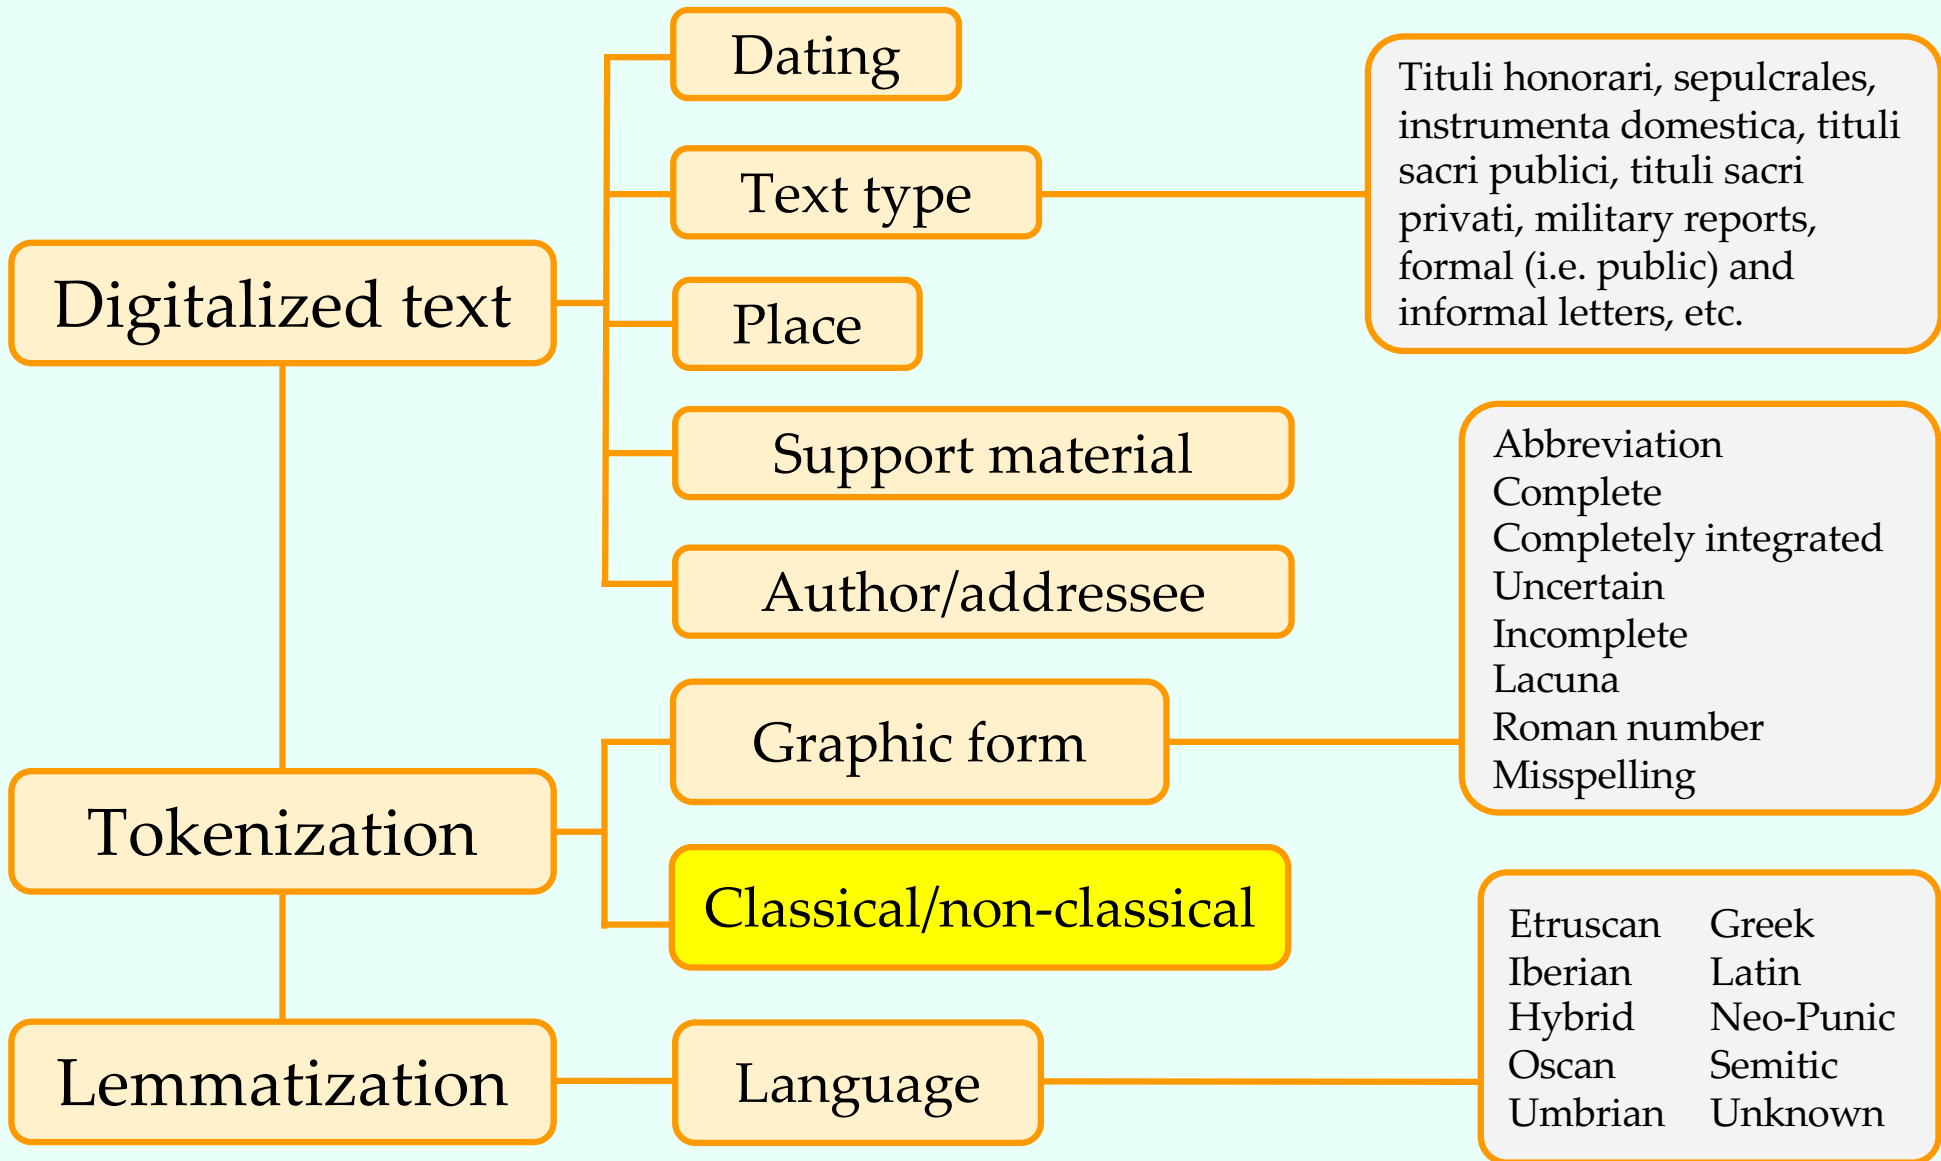 Digitalized text
Dating
Text type
Tituli honorari, sepulcrales,
instrumenta domestica, tituli
sacri publici, tituli sacri
privati, military reports,
formal (i.e. public) and
informal letters, etc.
Place
Support material
Author/addressee
Tokenization
Graphic form
Abbreviation
Complete
Completely integrated
Uncertain
Incomplete
Lacuna
Roman number
Misspelling
Classical/non-classical
Lemmatization
Language
Etruscan
Iberian
Hybrid
Oscan
Umbrian
Greek
Latin
Neo-Punic
Semitic
Unknown